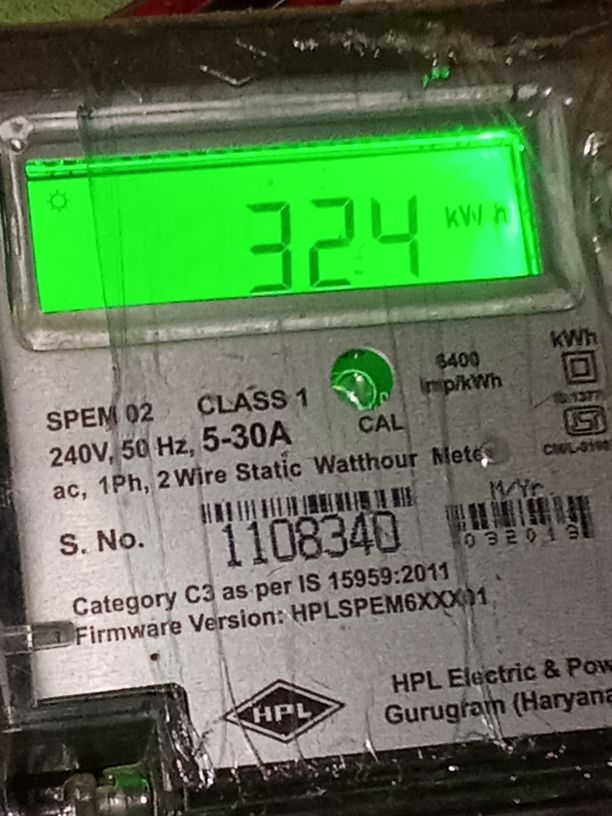 324 kWh
kWh
6400
Imp/kWh
SPEM 02 CLASS 1
CAL
240V, 50 Hz, 5-30A
ac, 1Ph, 2 Wire Static Watthour Meter
M/Yr.
S. No. 1108340
032019
Category C3 as per IS 15959:2011
Firmware Version: HPLSPEM6XXX01
HPL
HPL Electric & Pow
Gurugram (Haryana